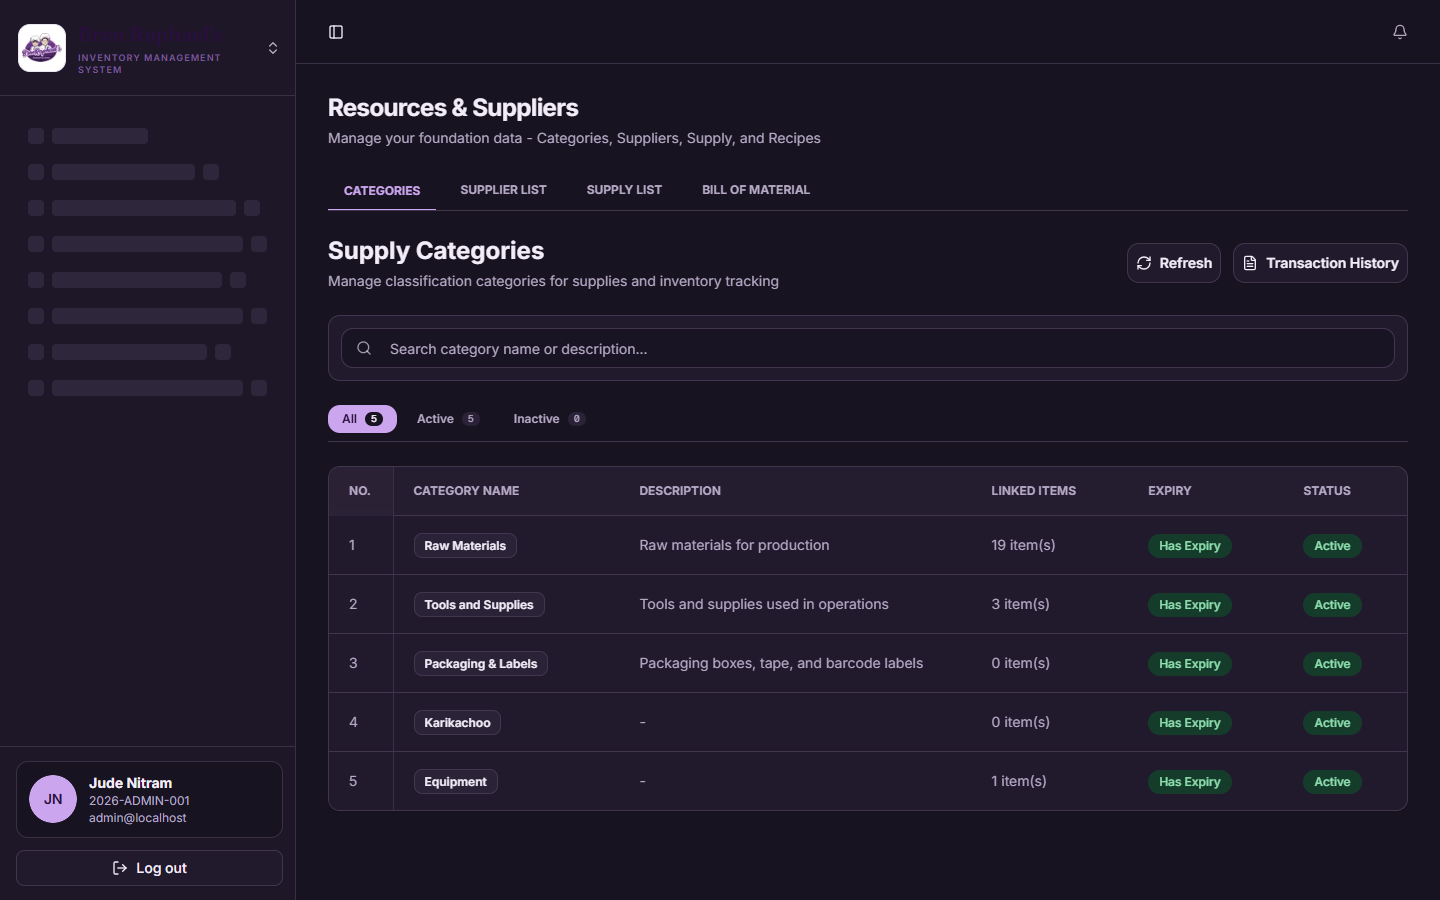 INVENTORY MANAGEMENT
SYSTEM
Resources & Suppliers
Manage your foundation data - Categories, Suppliers, Supply, and Recipes
CATEGORIES SUPPLIER LIST SUPPLY LIST BILL OF MATERIAL
Supply Categories
Manage classification categories for supplies and inventory tracking
Refresh Transaction History
Search category name or description...
All 5 Active 5 Inactive 0
NO. CATEGORY NAME DESCRIPTION LINKED ITEMS EXPIRY STATUS
1 Raw Materials Raw materials for production 19 item(s) Has Expiry Active
2 Tools and Supplies Tools and supplies used in operations 3 item(s) Has Expiry Active
3 Packaging & Labels Packaging boxes, tape, and barcode labels 0 item(s) Has Expiry Active
4 Karikachoo - 0 item(s) Has Expiry Active
5 Equipment - 1 item(s) Has Expiry Active
JN
Jude Nitram
2026-ADMIN-001
admin@localhost
Log out